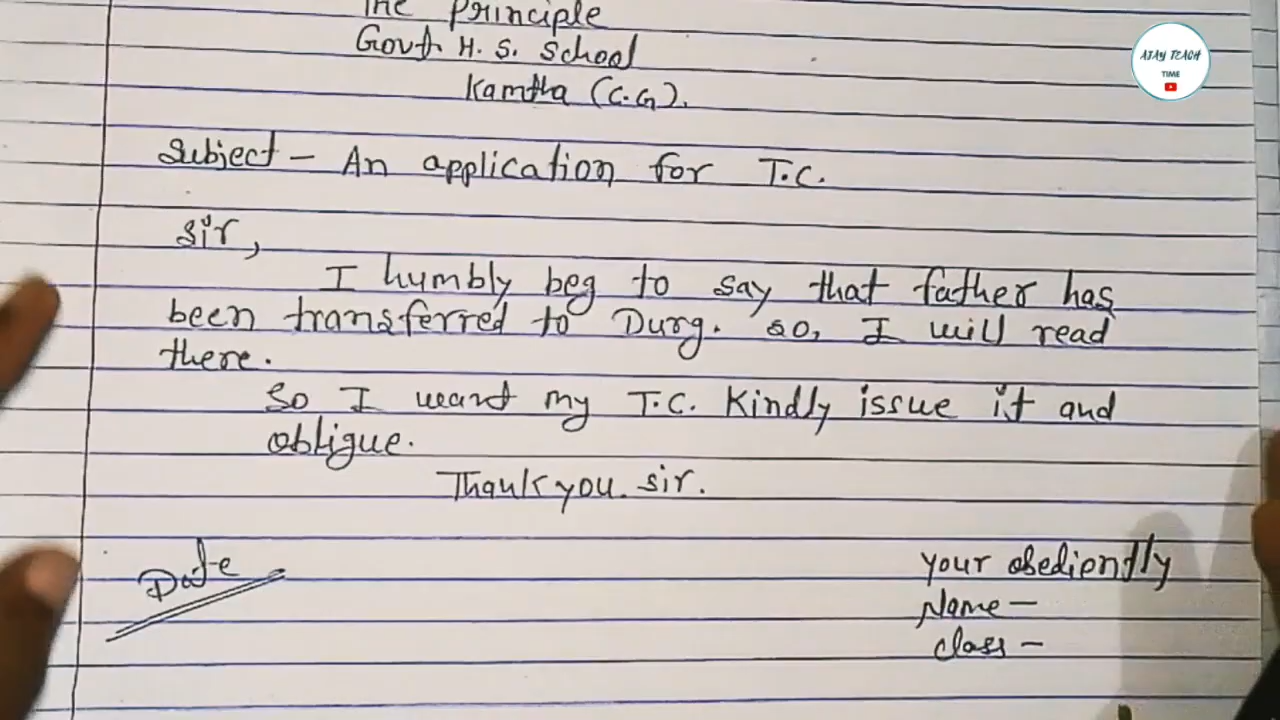 The Principle
Govt. H. S. School
Kamtha (C.G).
AJAY TEACH
TIME
Subject - An application for T.C.
Sir,
I humbly beg to say that father has
been transferred to Durg. so, I will read
there.
So I want my T.C. Kindly issue it and
obligue.
Thank you. sir.
Date
your obediently
Name -
class -